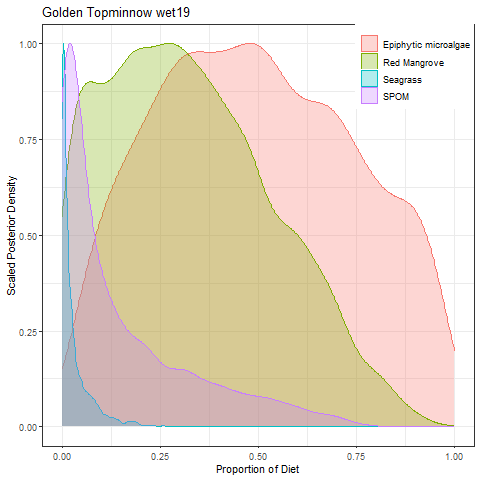 Golden Topminnow wet19
Epiphytic microalgae
Red Mangrove
Seagrass
SPOM
Scaled Posterior Density
1.00
0.75
0.50
0.25
0.00
0.00 0.25 0.50 0.75 1.00
Proportion of Diet